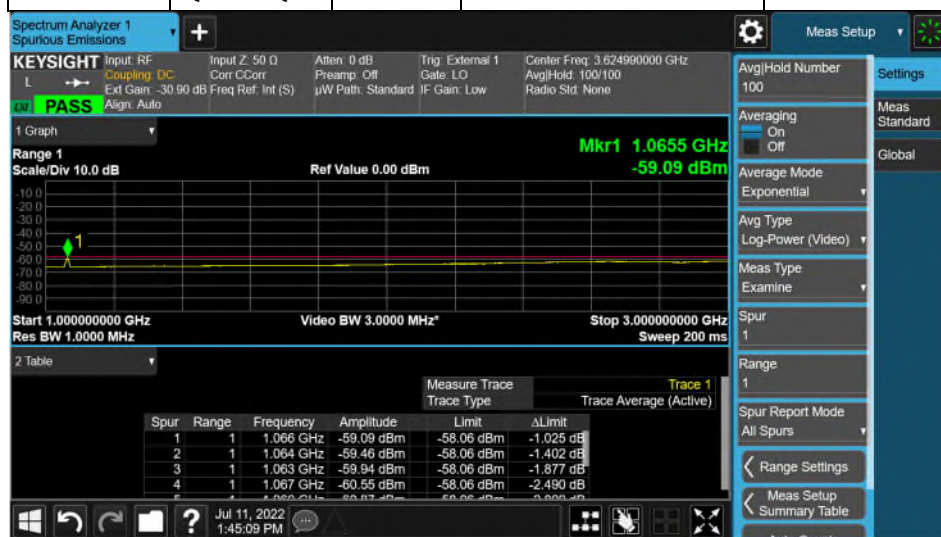 Spectrum Analyzer 1
Spurious Emissions
+
Meas Setup
KEYSIGHT Input: RF Input Z: 50 Ω Atten: 0 dB Trig: External 1 Center Freq: 3.624990000 GHz
L Coupling: DC Corr CCorr Preamp: Off Gate: LO Avg|Hold: 100/100
Ext Gain: -30.90 dB Freq Ref: Int (S) µW Path: Standard IF Gain: Low Radio Std: None
LXI PASS Align: Auto
1 Graph
Range 1
Mkr1 1.0655 GHz
Scale/Div 10.0 dB Ref Value 0.00 dBm -59.09 dBm
-10.0
-20.0
-30.0
-40.0
-50.0
-60.0
-70.0
-80.0
-90.0
1
Start 1.000000000 GHz Video BW 3.0000 MHz* Stop 3.000000000 GHz
Res BW 1.0000 MHz Sweep 200 ms
2 Table
Measure Trace Trace 1
Trace Type Trace Average (Active)
Spur Range Frequency Amplitude Limit ΔLimit
1 1 1.066 GHz -59.09 dBm -58.06 dBm -1.025 dB
2 1 1.064 GHz -59.46 dBm -58.06 dBm -1.402 dB
3 1 1.063 GHz -59.94 dBm -58.06 dBm -1.877 dB
4 1 1.067 GHz -60.55 dBm -58.06 dBm -2.490 dB
?
Jul 11, 2022
1:45:09 PM
Avg|Hold Number
100
Averaging
On
Off
Average Mode
Exponential
Avg Type
Log-Power (Video)
Meas Type
Examine
Spur
1
Range
1
Spur Report Mode
All Spurs
Range Settings
Meas Setup
Summary Table
Settings
Meas
Standard
Global